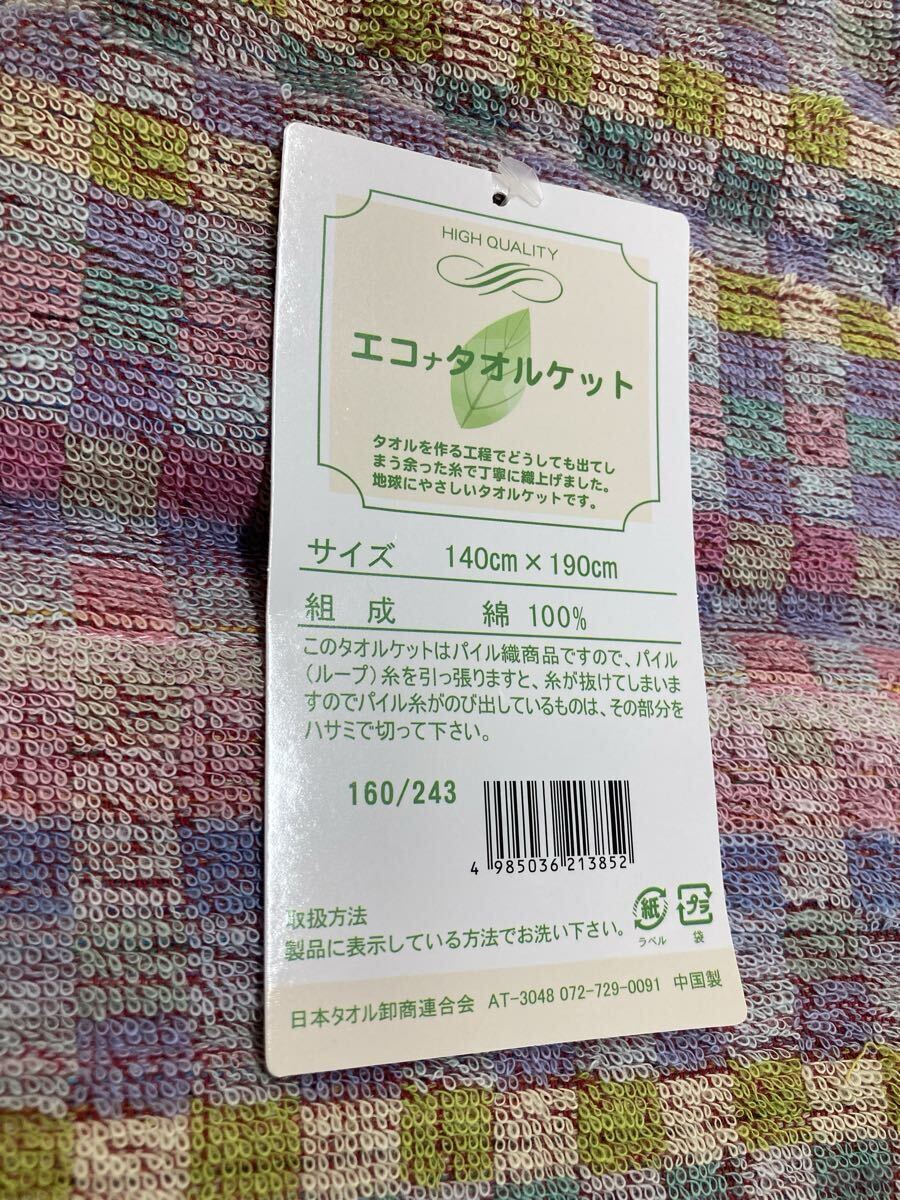 HIGH QUALITY
エコナタオルケット
タオルを作る工程でどうしても出てし
まう余った糸で丁寧に織上げました。
地球にやさしいタオルケットです。
サイズ 140cm×190cm
組成 綿 100%
このタオルケットはパイル織商品ですので、パイル
(ループ)糸を引っ張りますと、糸が抜けてしまいま
すのでパイル糸がのび出しているものは、その部分を
ハサミで切って下さい。
160/243
4 985036 213852
取扱方法
製品に表示している方法でお洗い下さい。
紙
ラベル
プラ
袋
日本タオル卸商連合会 AT-3048 072-729-0091 中国製